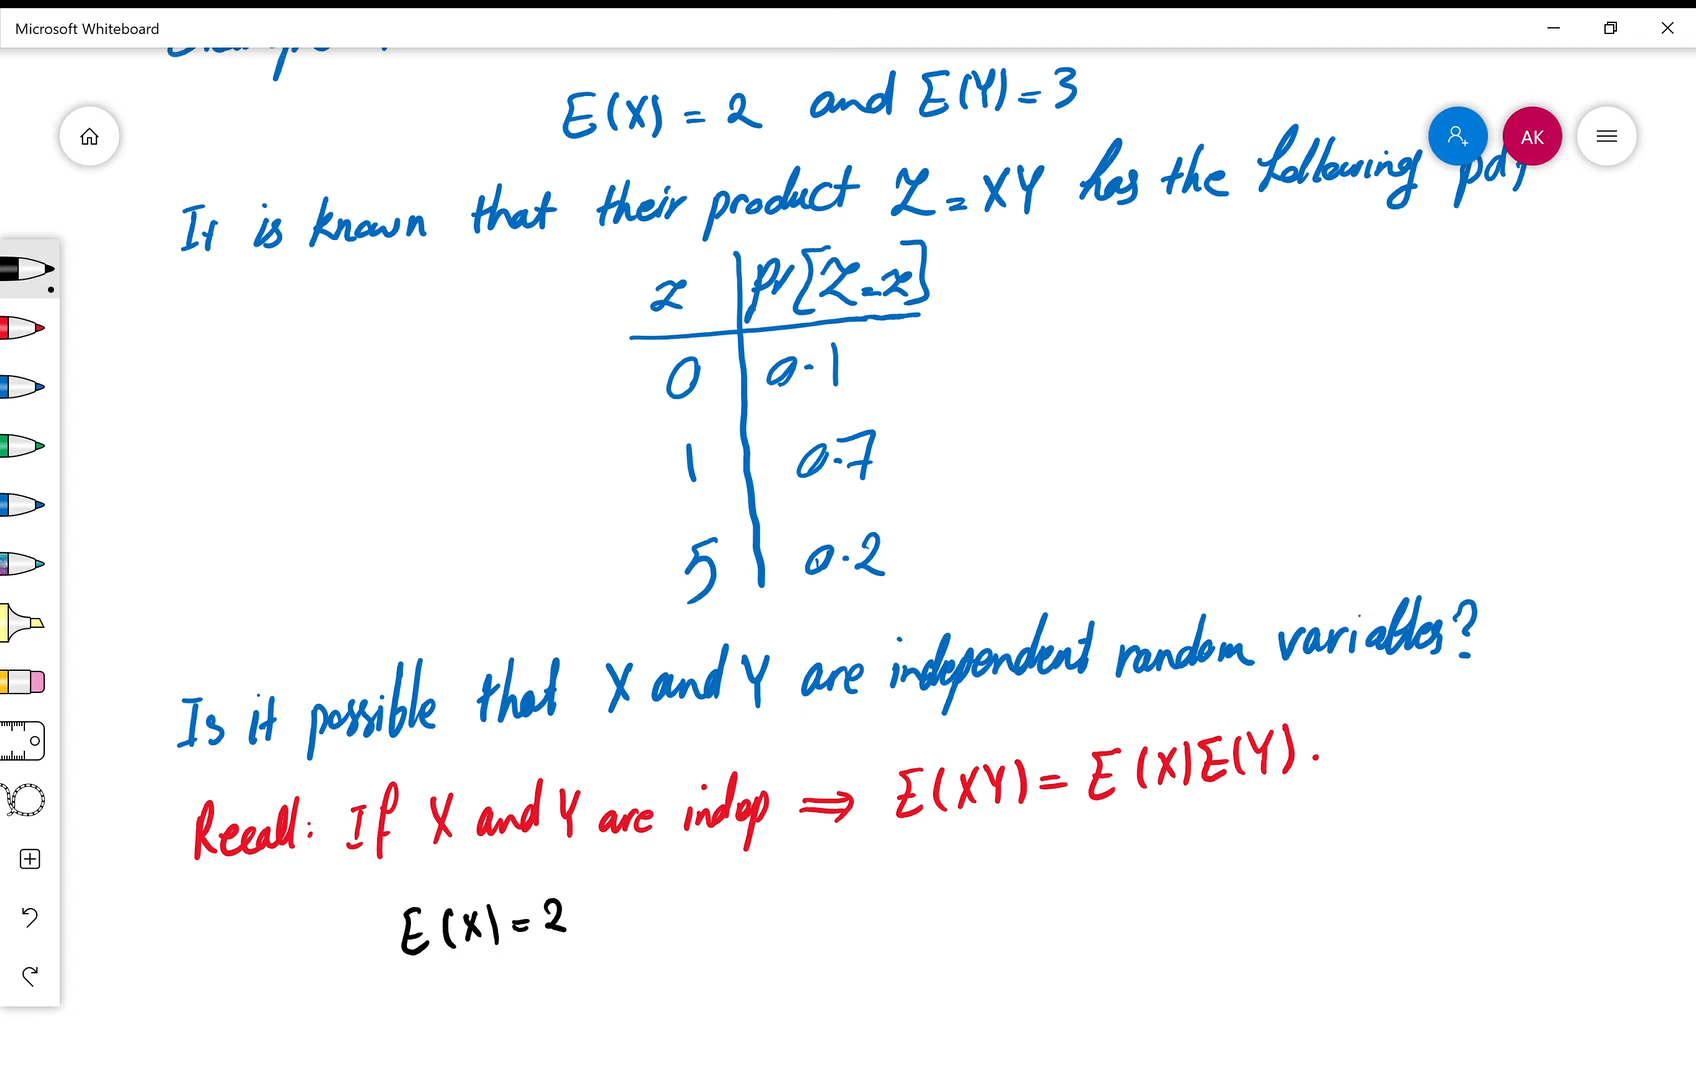 Microsoft Whiteboard
E(X) = 2 and E(Y) = 3
AK
It is known that their product Z = XY has the following pdf
z pr[Z=z]
0 0.1
1 0.7
5 0.2
Is it possible that X and Y are independent random variables?
Recall: If X and Y are indep ⇒ E(XY) = E(X)E(Y).
E(X) = 2